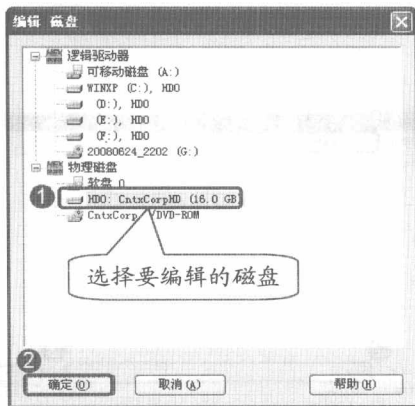 编辑 磁盘
逻辑驱动器
可移动磁盘 (A:)
WINXP (C:), HD0
(D:), HD0
(E:), HD0
(F:), HD0
20080624_2202 (G:)
物理磁盘
软盘 0
1
HD0: CntxCorpHD (16.0 GB)
CntxCorp DVD-ROM
选择要编辑的磁盘
2
确定(O) 取消(A) 帮助(H)